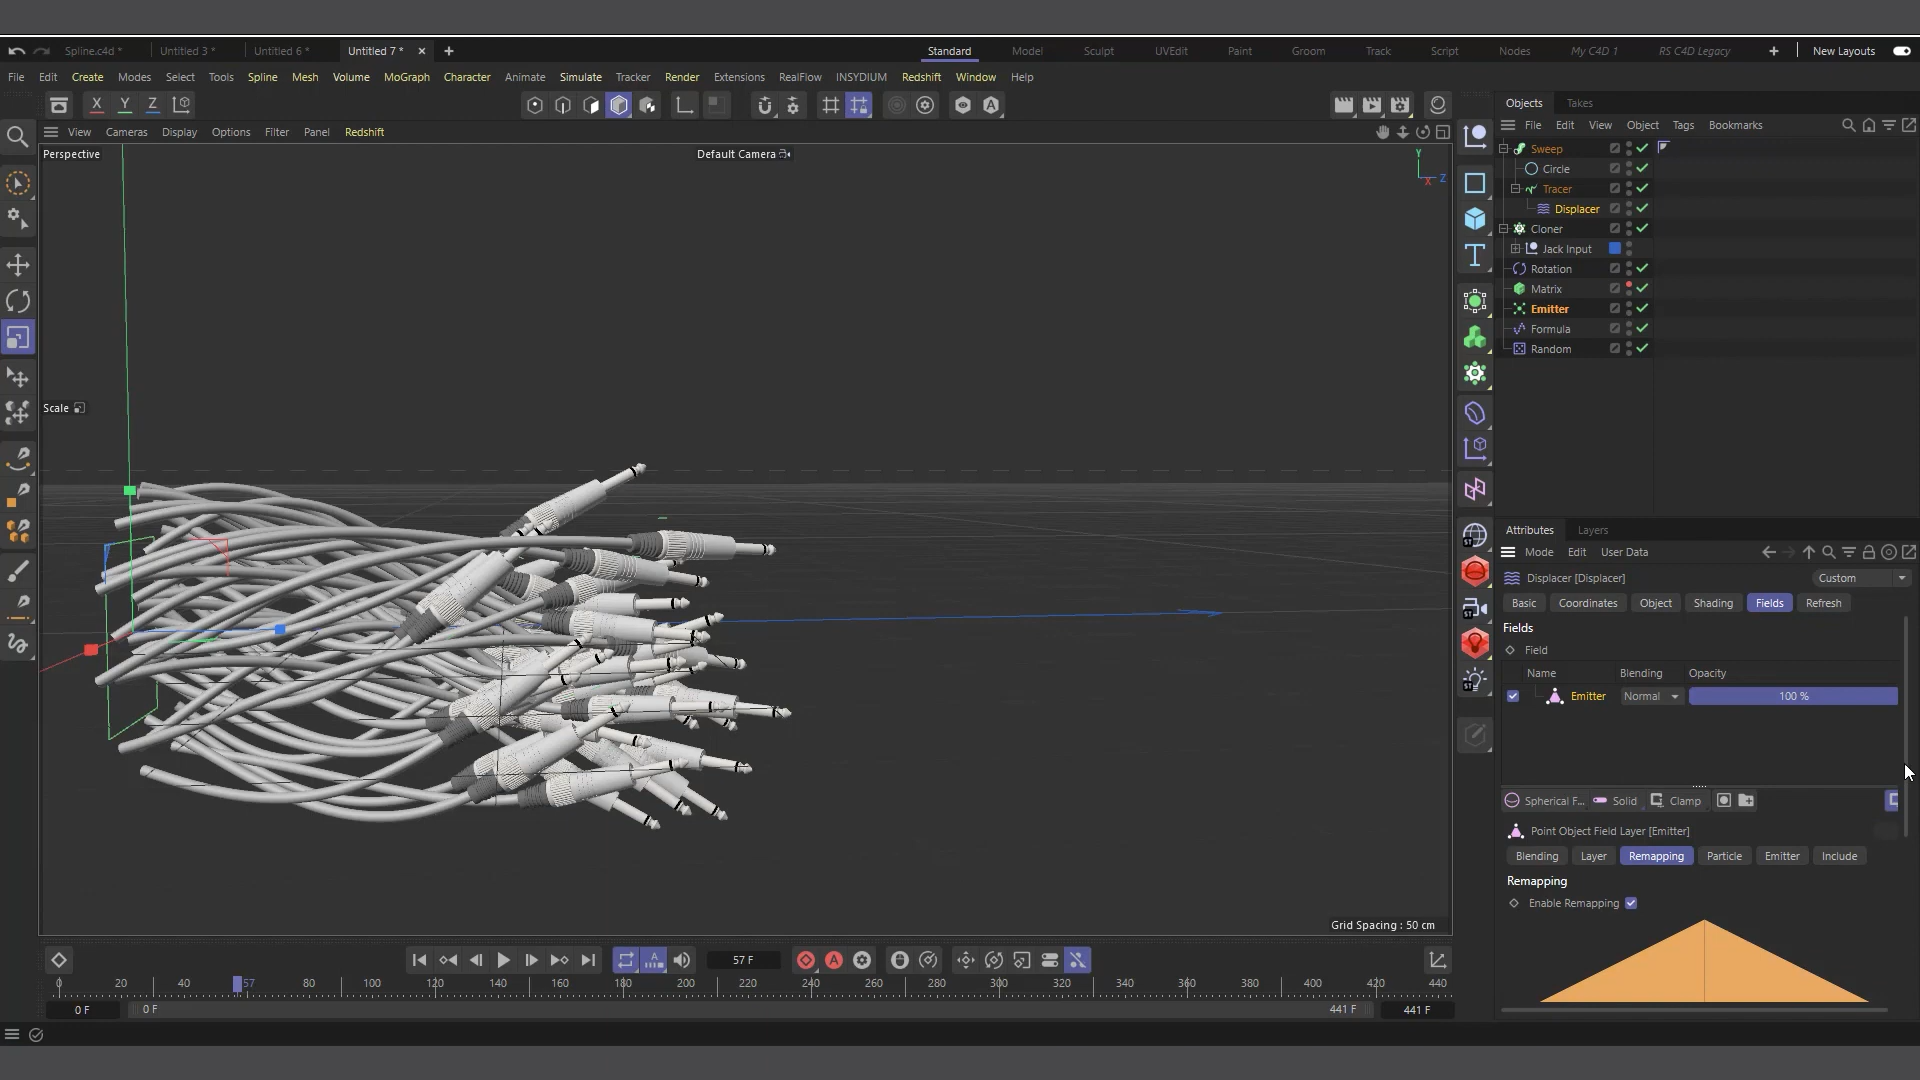 Spline.c4d * Untitled 3 * Untitled 6 * Untitled 7 * Standard Model Sculpt UVEdit Paint Groom Track Script Nodes My C4D 1 RS C4D Legacy New Layouts
File Edit Create Modes Select Tools Spline Mesh Volume MoGraph Character Animate Simulate Tracker Render Extensions RealFlow INSYDIUM Redshift Window Help
X Y Z
Objects Takes
View Cameras Display Options Filter Panel Redshift
File Edit View Object Tags Bookmarks
Perspective
Default Camera
Y
Z
X
Sweep
Circle
Tracer
Displacer
Cloner
Jack Input
Rotation
Matrix
Emitter
Formula
Random
Scale
Attributes Layers
Mode Edit User Data
Displacer [Displacer]
Custom
Basic Coordinates Object Shading Fields Refresh
Fields
Field
Name Blending Opacity
Emitter Normal 100 %
Spherical F... Solid Clamp
Point Object Field Layer [Emitter]
Blending Layer Remapping Particle Emitter Include
Remapping
Enable Remapping
Grid Spacing : 50 cm
57 F
0 20 40 57 80 100 120 140 160 180 200 220 240 260 280 300 320 340 360 380 400 420 440
0 F 0 F 441 F 441 F